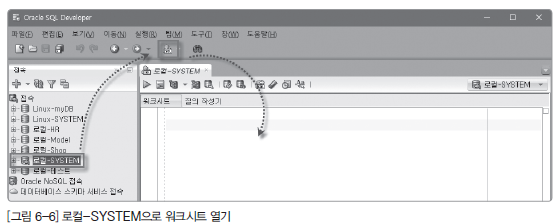 Oracle SQL Developer
파일(F) 편집(E) 보기(V) 이동(N) 실행(R) 팀(M) 도구(T) 창(W) 도움말(H)
접속
로컬-SYSTEM
로컬-SYSTEM
워크시트 질의 작성기
접속
Linux-myDB
Linux-SYSTEM
로컬-HR
로컬-Model
로컬-Shop
로컬-SYSTEM
로컬-테스트
Oracle NoSQL 접속
데이터베이스 스키마 서비스 접속
[그림 6-6] 로컬-SYSTEM으로 워크시트 열기